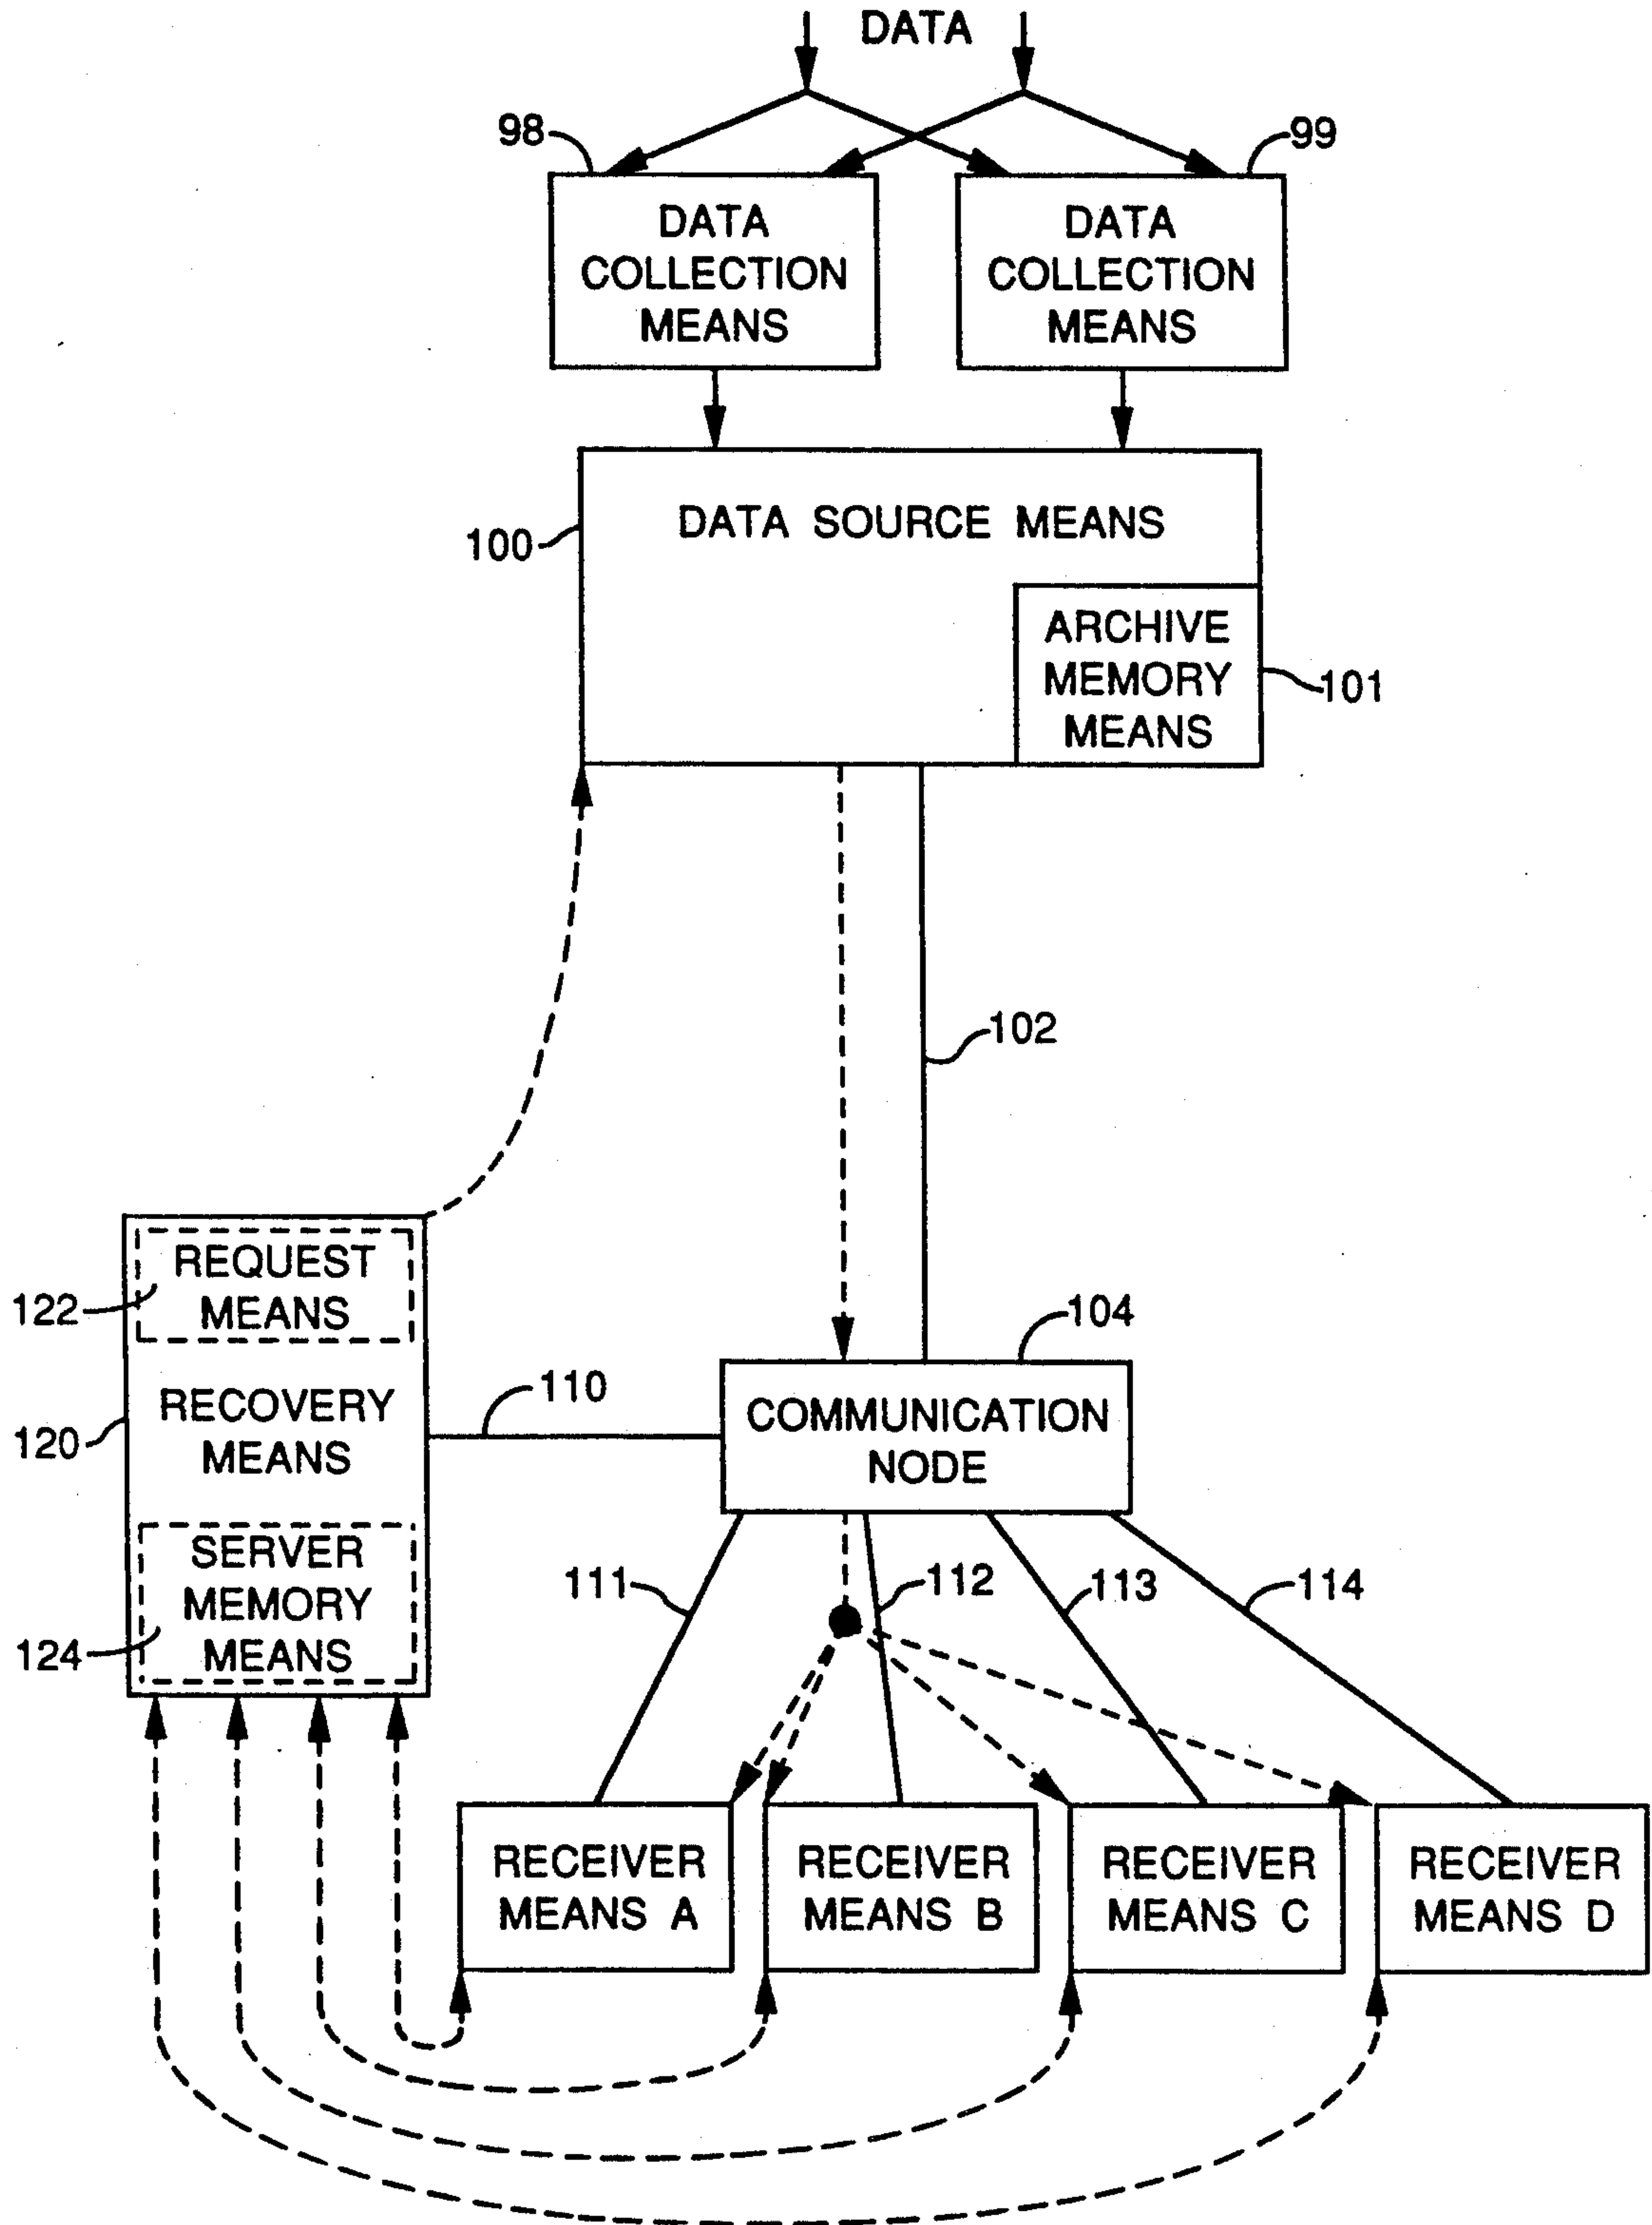 DATA
98
99
DATA
COLLECTION
MEANS
DATA
COLLECTION
MEANS
DATA SOURCE MEANS
100
ARCHIVE
MEMORY
MEANS
101
102
REQUEST
MEANS
122
104
110
COMMUNICATION
NODE
RECOVERY
MEANS
120
SERVER
MEMORY
MEANS
124
111
112
113
114
RECEIVER
MEANS A
RECEIVER
MEANS B
RECEIVER
MEANS C
RECEIVER
MEANS D